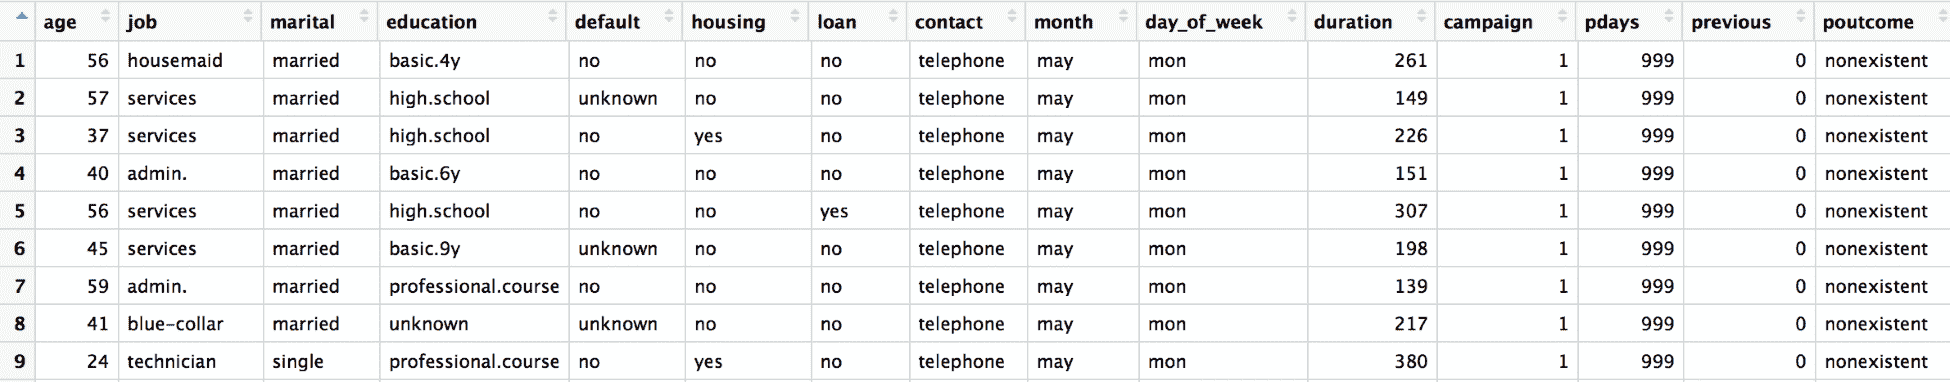 age job marital education default housing loan contact month day_of_week duration campaign pdays previous poutcome
1 56 housemaid married basic.4y no no no telephone may mon 261 1 999 0 nonexistent
2 57 services married high.school unknown no no telephone may mon 149 1 999 0 nonexistent
3 37 services married high.school no yes no telephone may mon 226 1 999 0 nonexistent
4 40 admin. married basic.6y no no no telephone may mon 151 1 999 0 nonexistent
5 56 services married high.school no no yes telephone may mon 307 1 999 0 nonexistent
6 45 services married basic.9y unknown no no telephone may mon 198 1 999 0 nonexistent
7 59 admin. married professional.course no no no telephone may mon 139 1 999 0 nonexistent
8 41 blue-collar married unknown unknown no no telephone may mon 217 1 999 0 nonexistent
9 24 technician single professional.course no yes no telephone may mon 380 1 999 0 nonexistent